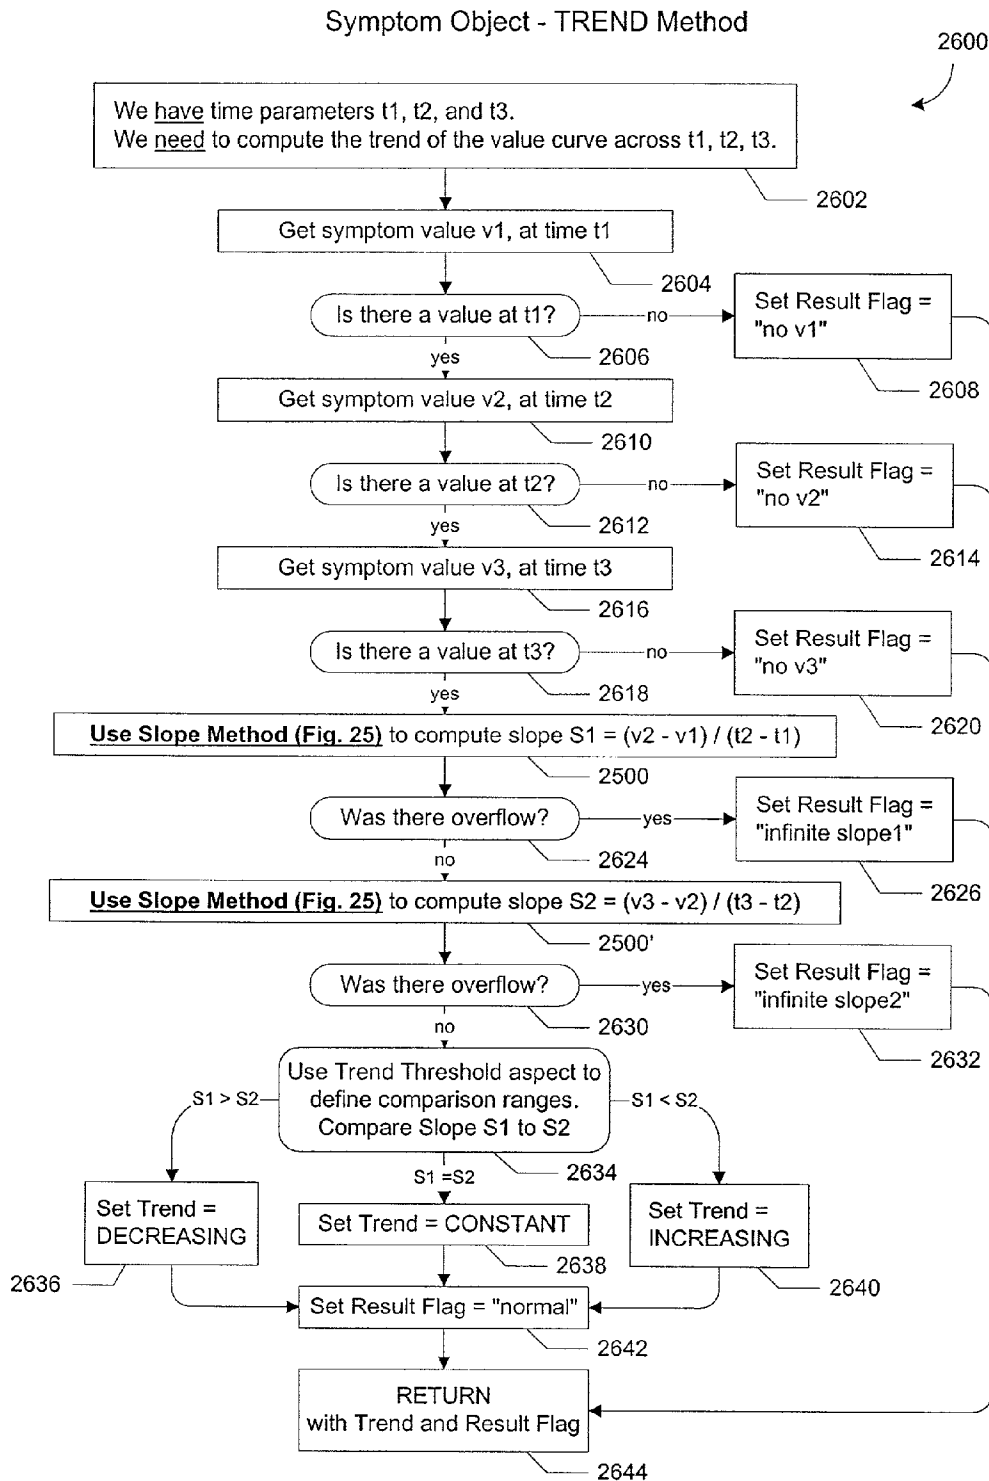 Symptom Object - TREND Method
2600
We have time parameters t1, t2, and t3.
We need to compute the trend of the value curve across t1, t2, t3.
2602
Get symptom value v1, at time t1
2604
Is there a value at t1?
no
Set Result Flag =
"no v1"
2606
2608
yes
Get symptom value v2, at time t2
2610
Is there a value at t2?
no
Set Result Flag =
"no v2"
2612
2614
yes
Get symptom value v3, at time t3
2616
Is there a value at t3?
no
Set Result Flag =
"no v3"
2618
2620
yes
Use Slope Method (Fig. 25) to compute slope S1 = (v2 - v1) / (t2 - t1)
2500
Was there overflow?
yes
Set Result Flag =
"infinite slope1"
2624
2626
no
Use Slope Method (Fig. 25) to compute slope S2 = (v3 - v2) / (t3 - t2)
2500'
Was there overflow?
yes
Set Result Flag =
"infinite slope2"
2630
2632
no
Use Trend Threshold aspect to
define comparison ranges.
Compare Slope S1 to S2
S1 > S2
S1 < S2
2634
S1 =S2
Set Trend =
DECREASING
2636
Set Trend = CONSTANT
2638
Set Trend =
INCREASING
2640
Set Result Flag = "normal"
2642
RETURN
with Trend and Result Flag
2644